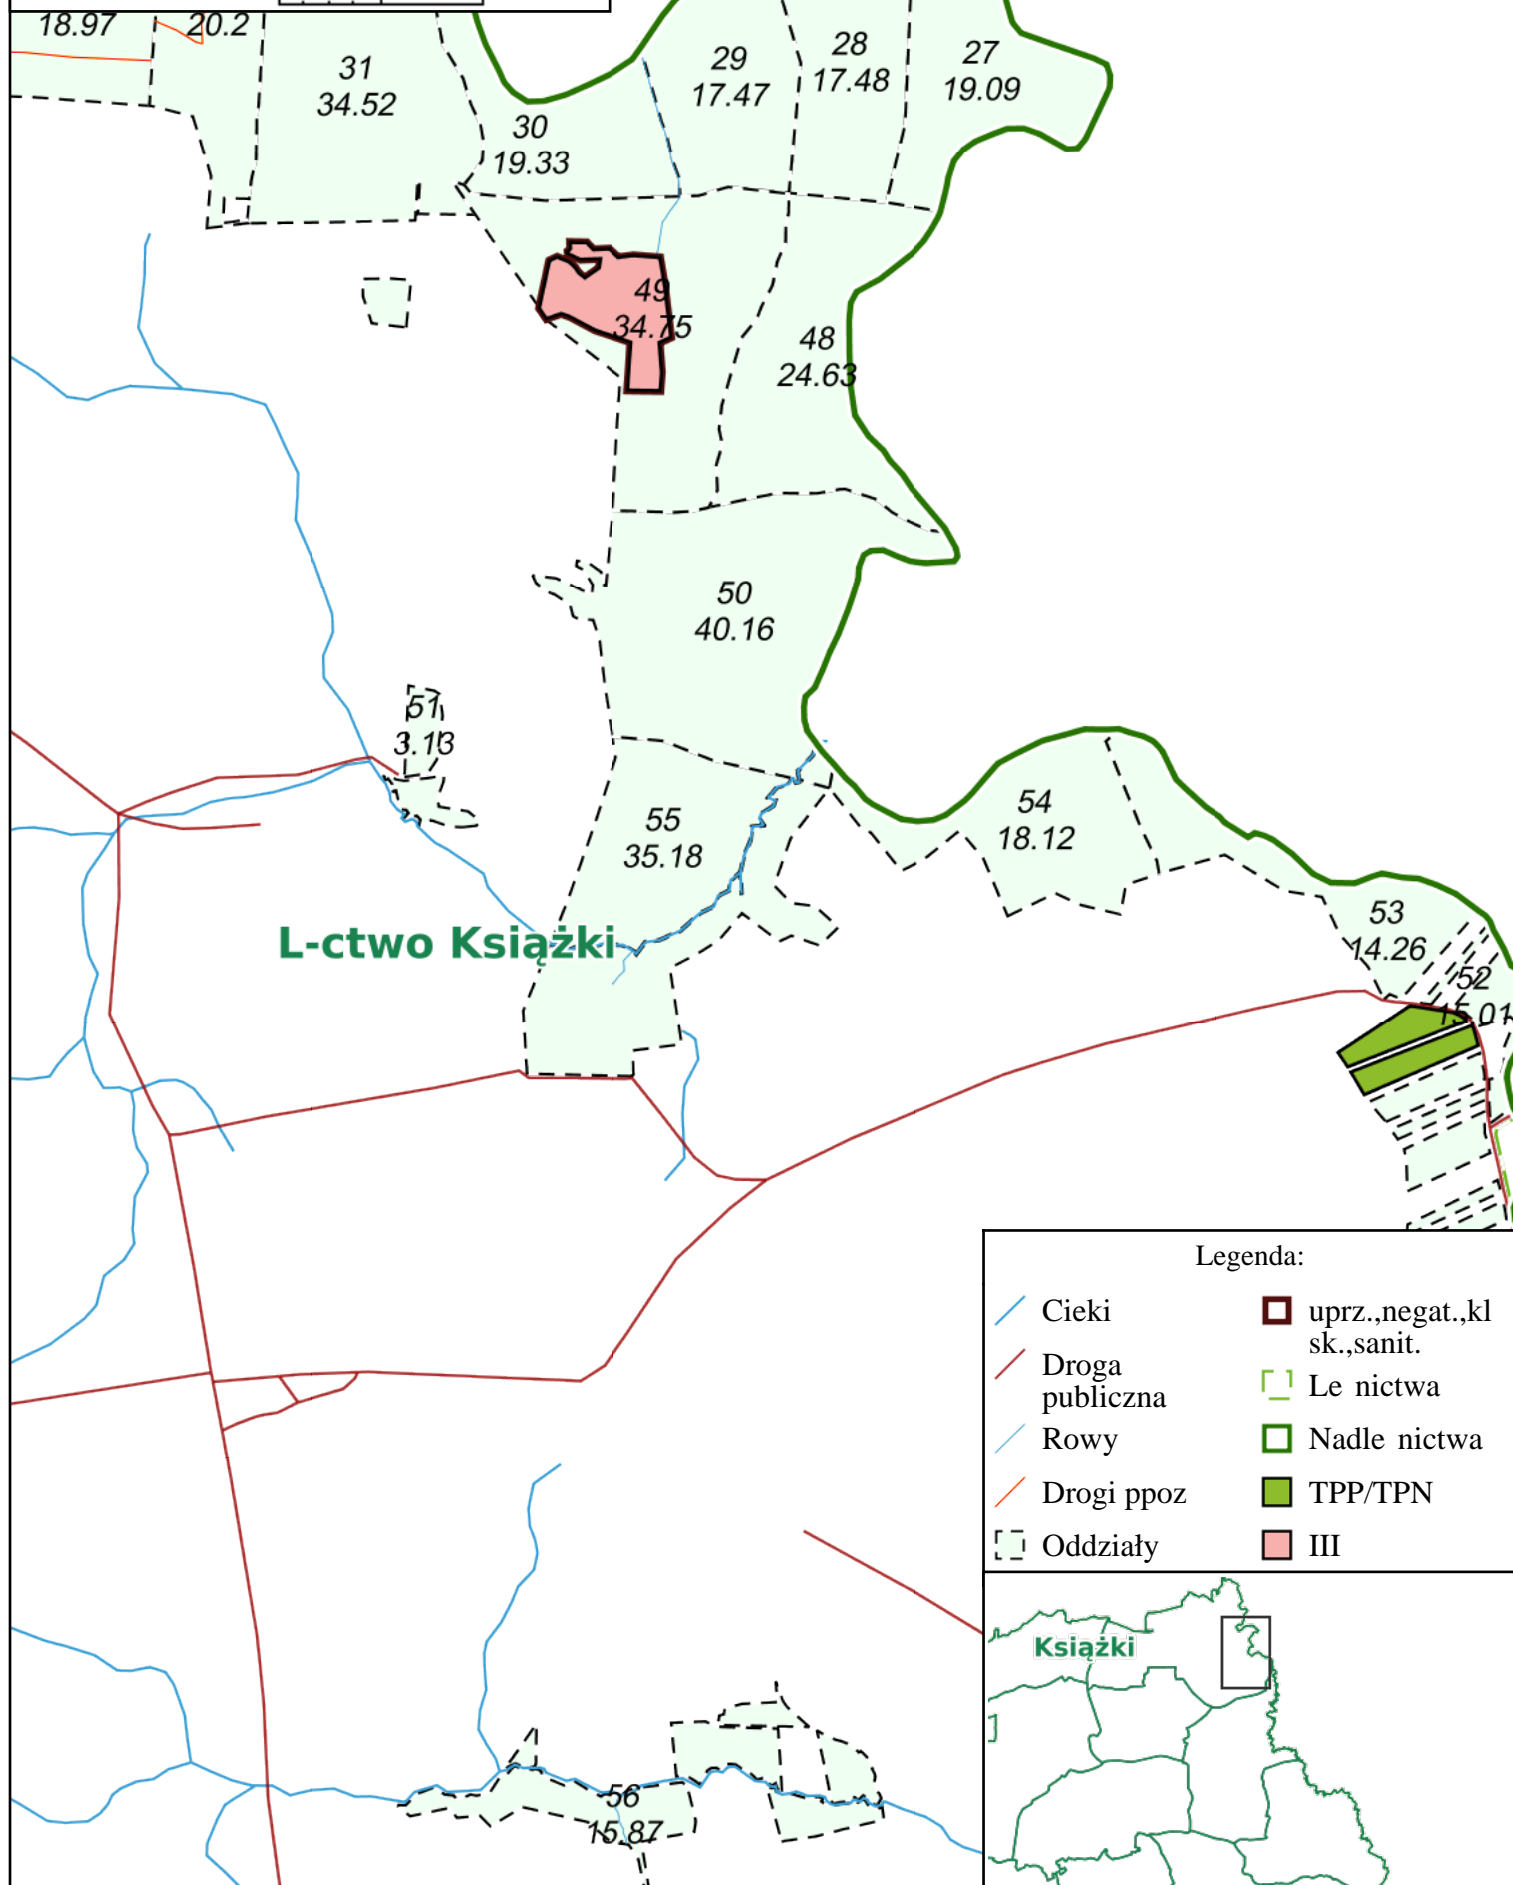 18.97
20.2
31
34.52
30
19.33
29
17.47
28
17.48
27
19.09
49
34.75
48
24.63
50
40.16
51
3.13
55
35.18
54
18.12
53
14.26
52
15.01
L-ctwo Książki
56
15.87
Legenda:
Cieki
Droga
publiczna
Rowy
Drogi ppoz
Oddziały
uprz.,negat.,kl
sk.,sanit.
Le nictwa
Nadle nictwa
TPP/TPN
III
Książki